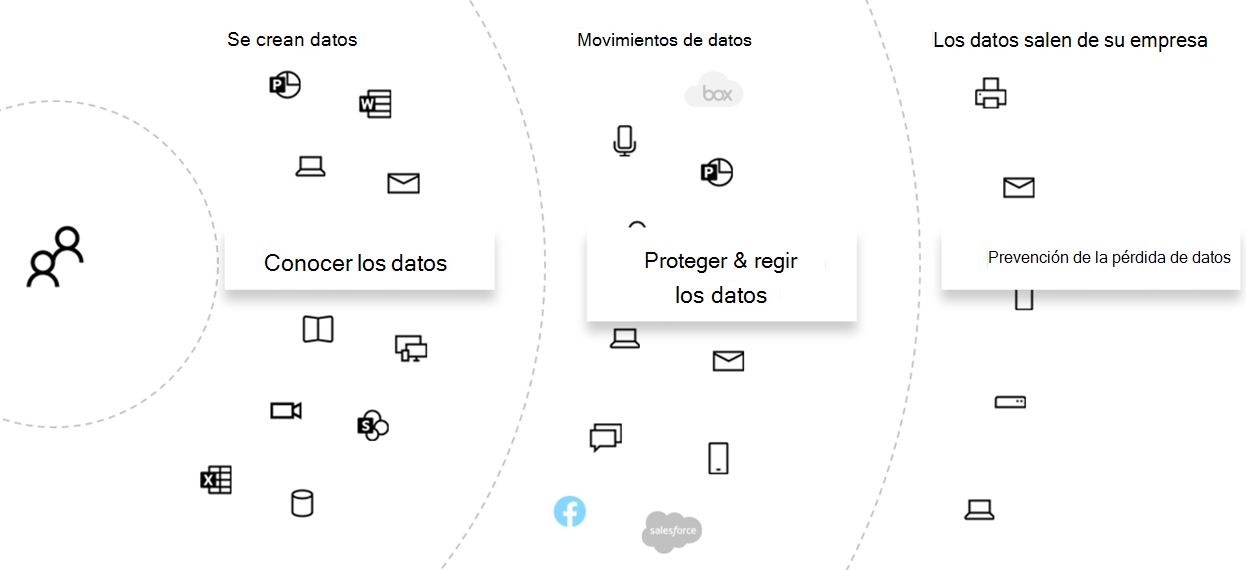 Se crean datos
Movimientos de datos
Los datos salen de su empresa
P
W
box
P
Conocer los datos
Proteger & regir
los datos
Prevención de la pérdida de datos
S
X
salesforce